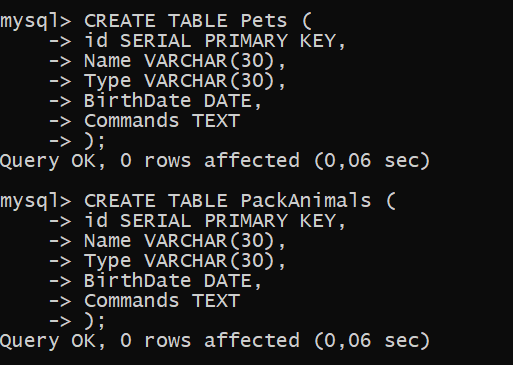 mysql> CREATE TABLE Pets (
    -> id SERIAL PRIMARY KEY,
    -> Name VARCHAR(30),
    -> Type VARCHAR(30),
    -> BirthDate DATE,
    -> Commands TEXT
    -> );
Query OK, 0 rows affected (0,06 sec)

mysql> CREATE TABLE PackAnimals (
    -> id SERIAL PRIMARY KEY,
    -> Name VARCHAR(30),
    -> Type VARCHAR(30),
    -> BirthDate DATE,
    -> Commands TEXT
    -> );
Query OK, 0 rows affected (0,06 sec)